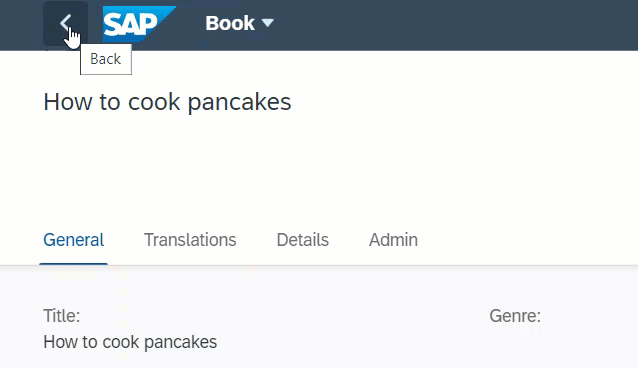 SAP Book
Back
How to cook pancakes
General Translations Details Admin
Title: Genre:
How to cook pancakes